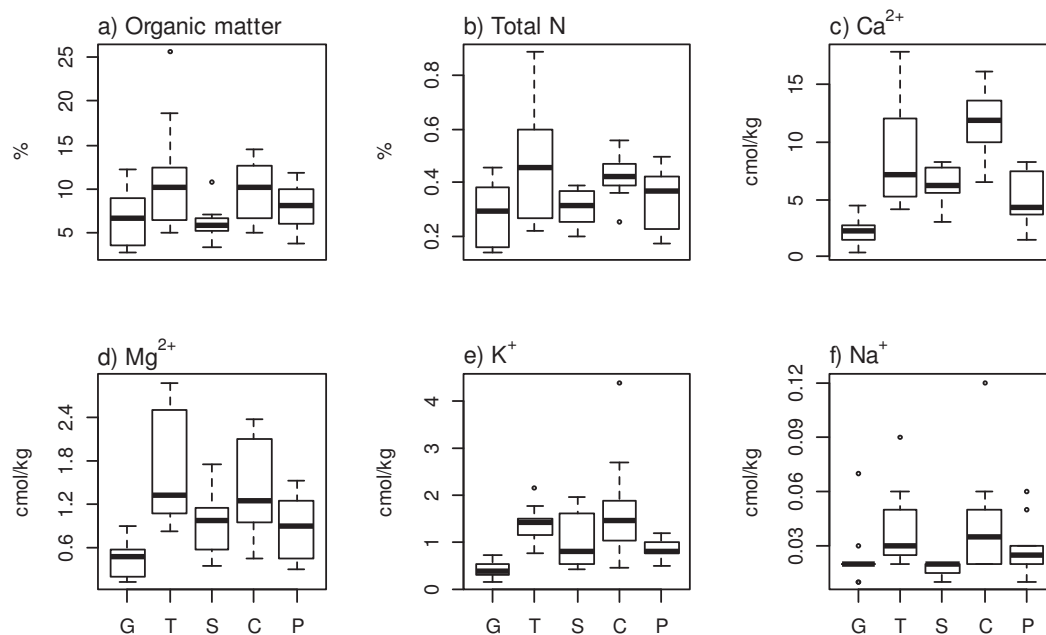 a) Organic matter
%
25
20
15
10
5
b) Total N
%
0.8
0.6
0.4
0.2
c) Ca²⁺
cmol/kg
15
10
5
0
d) Mg²⁺
cmol/kg
2.4
1.8
1.2
0.6
G T S C P
e) K⁺
cmol/kg
4
3
2
1
0
G T S C P
f) Na⁺
cmol/kg
0.12
0.09
0.06
0.03
G T S C P